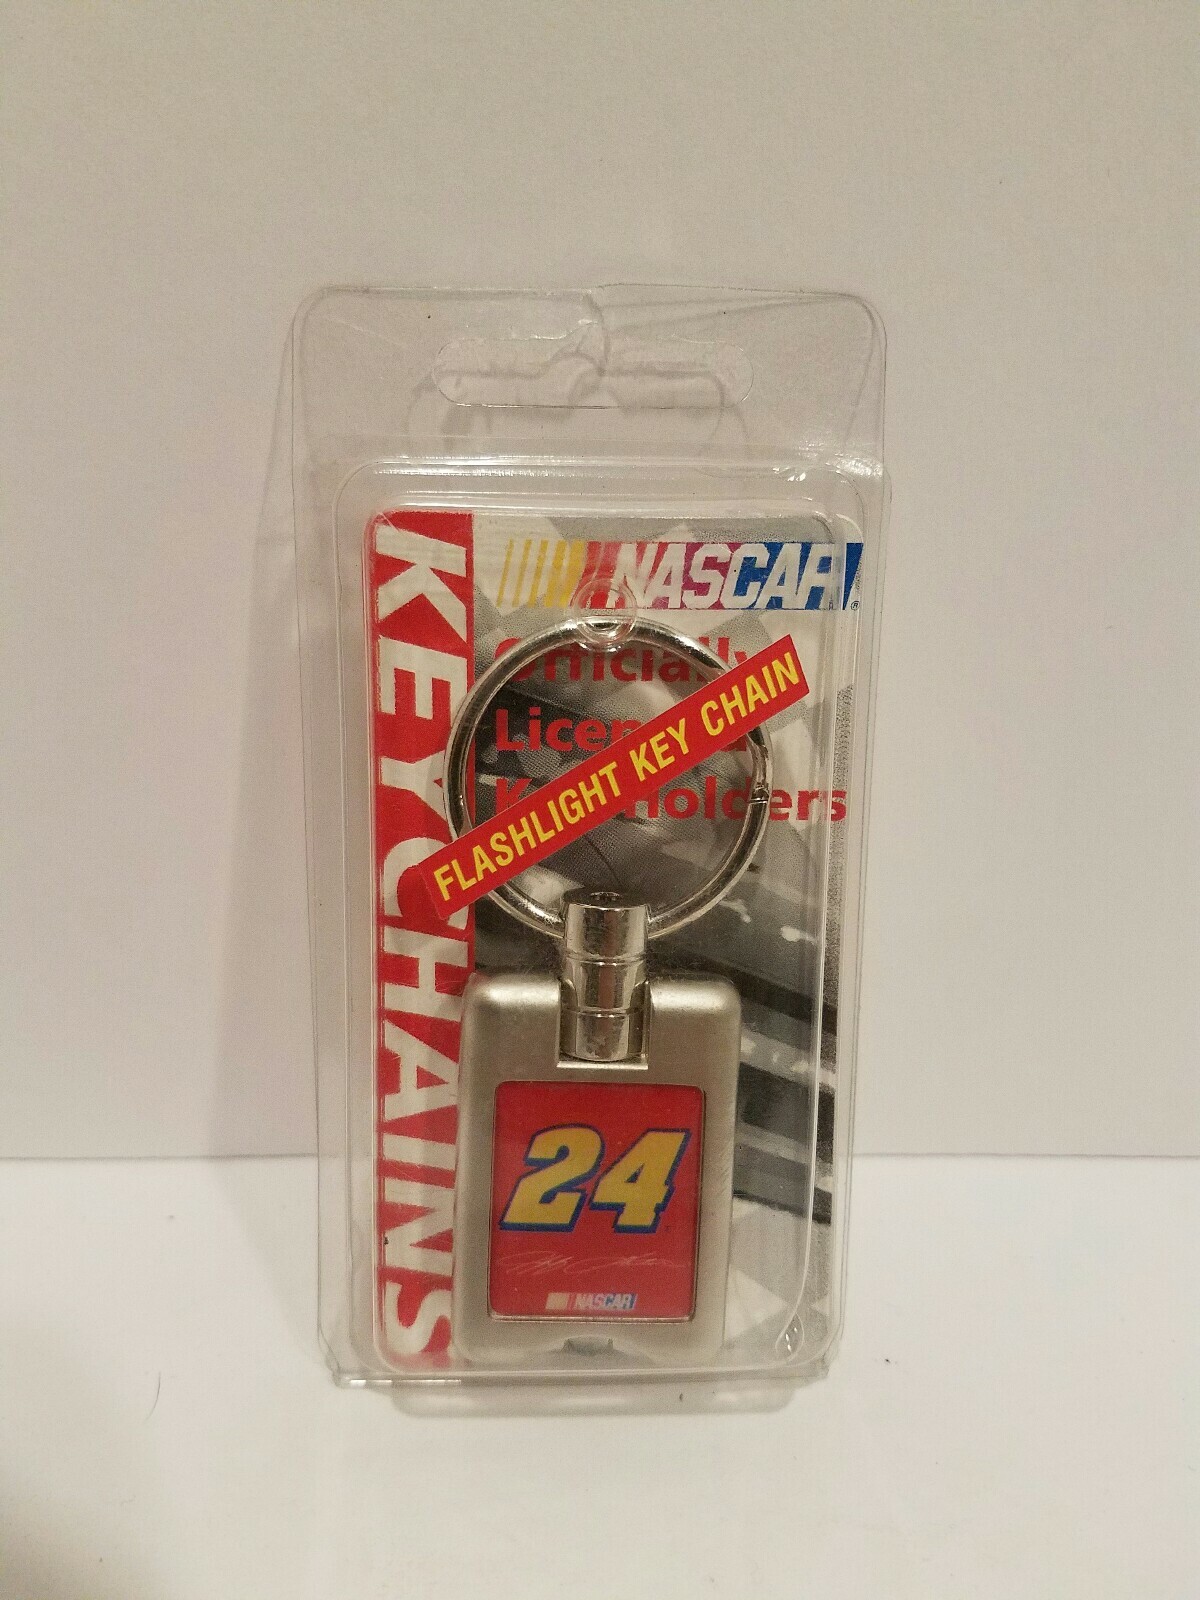 KEYCHAINS
NASCAR
Officially
Licen
K Holders
FLASHLIGHT KEY CHAIN
24
NASCAR